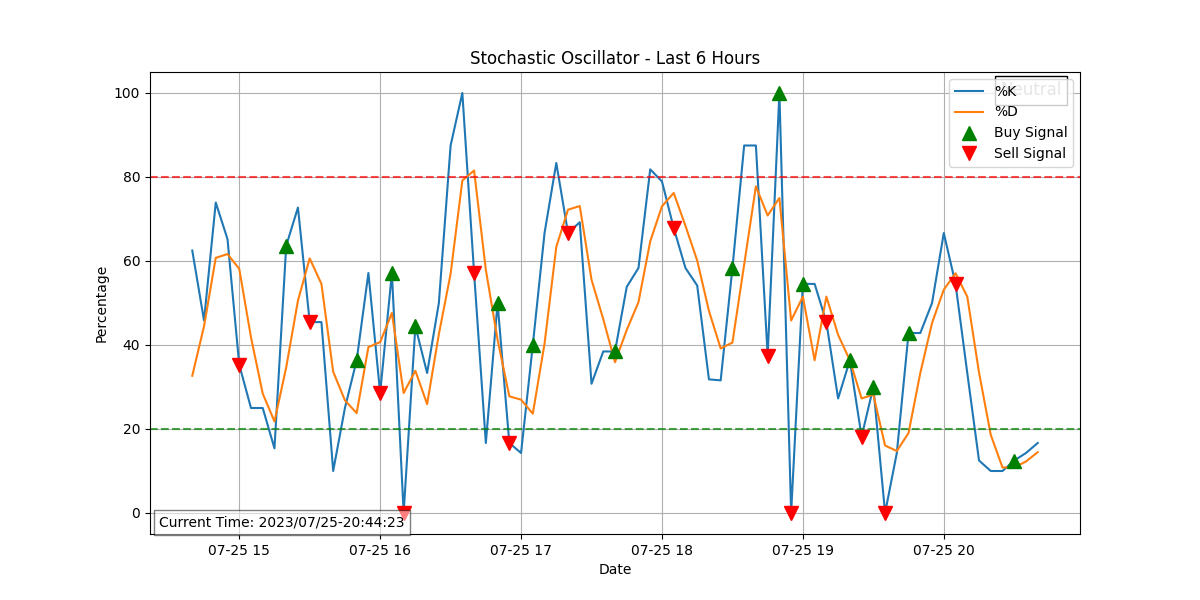 Stochastic Oscillator - Last 6 Hours
Neutral
%K
%D
Buy Signal
Sell Signal
100
80
60
40
20
0
Percentage
Current Time: 2023/07/25-20:44:23
07-25 15
07-25 16
07-25 17
07-25 18
07-25 19
07-25 20
Date